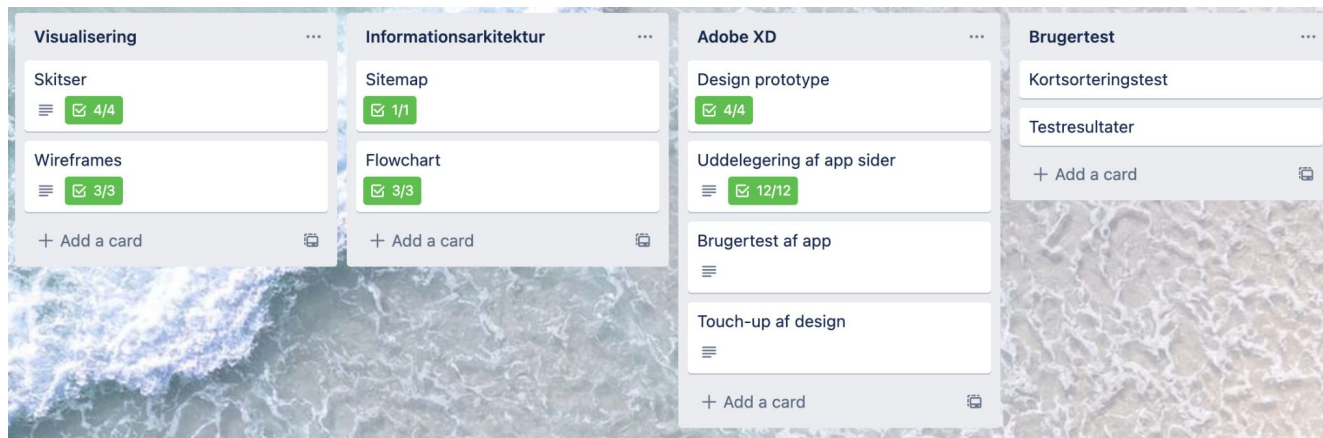 Visualisering
Skitser
4/4
Wireframes
3/3
+ Add a card
Informationsarkitektur
Sitemap
1/1
Flowchart
3/3
+ Add a card
Adobe XD
Design prototype
4/4
Uddelegering af app sider
12/12
Brugertest af app
Touch-up af design
+ Add a card
Brugertest
Kortsorteringstest
Testresultater
+ Add a card